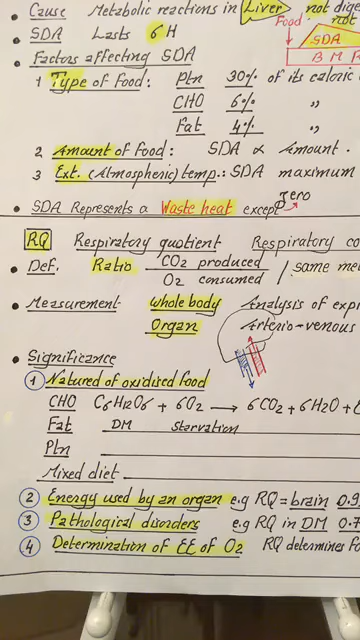 • Cause Metabolic reactions in Liver not dige
• SDA Lasts 6H
Food
SDA
B M R
• Factors affecting SDA
1 Type of food: Ptn 30% of its caloric
CHO 6% ,,
Fat 4% ,,
2 Amount of food: SDA ∝ Amount.
3 Ext. (Atmospheric) temp.: SDA maximum
• SDA Represents a Waste heat except → Zero
RQ Respiratory quotient Respiratory co
• Def. Ratio CO2 produced / same met
O2 consumed
• Measurement whole body Analysis of expi
Organ Arterio-venous
• Significance
1 Natured of oxidised food
CHO C6H12O6 + 6O2 → 6CO2 + 6H2O + E
Fat DM Starvation
Ptn
Mixed diet
2 Energy used by an organ e.g RQ = brain 0.9
3 Pathological disorders e.g RQ in DM 0.7
4 Determination of EE of O2 RQ determines Fo